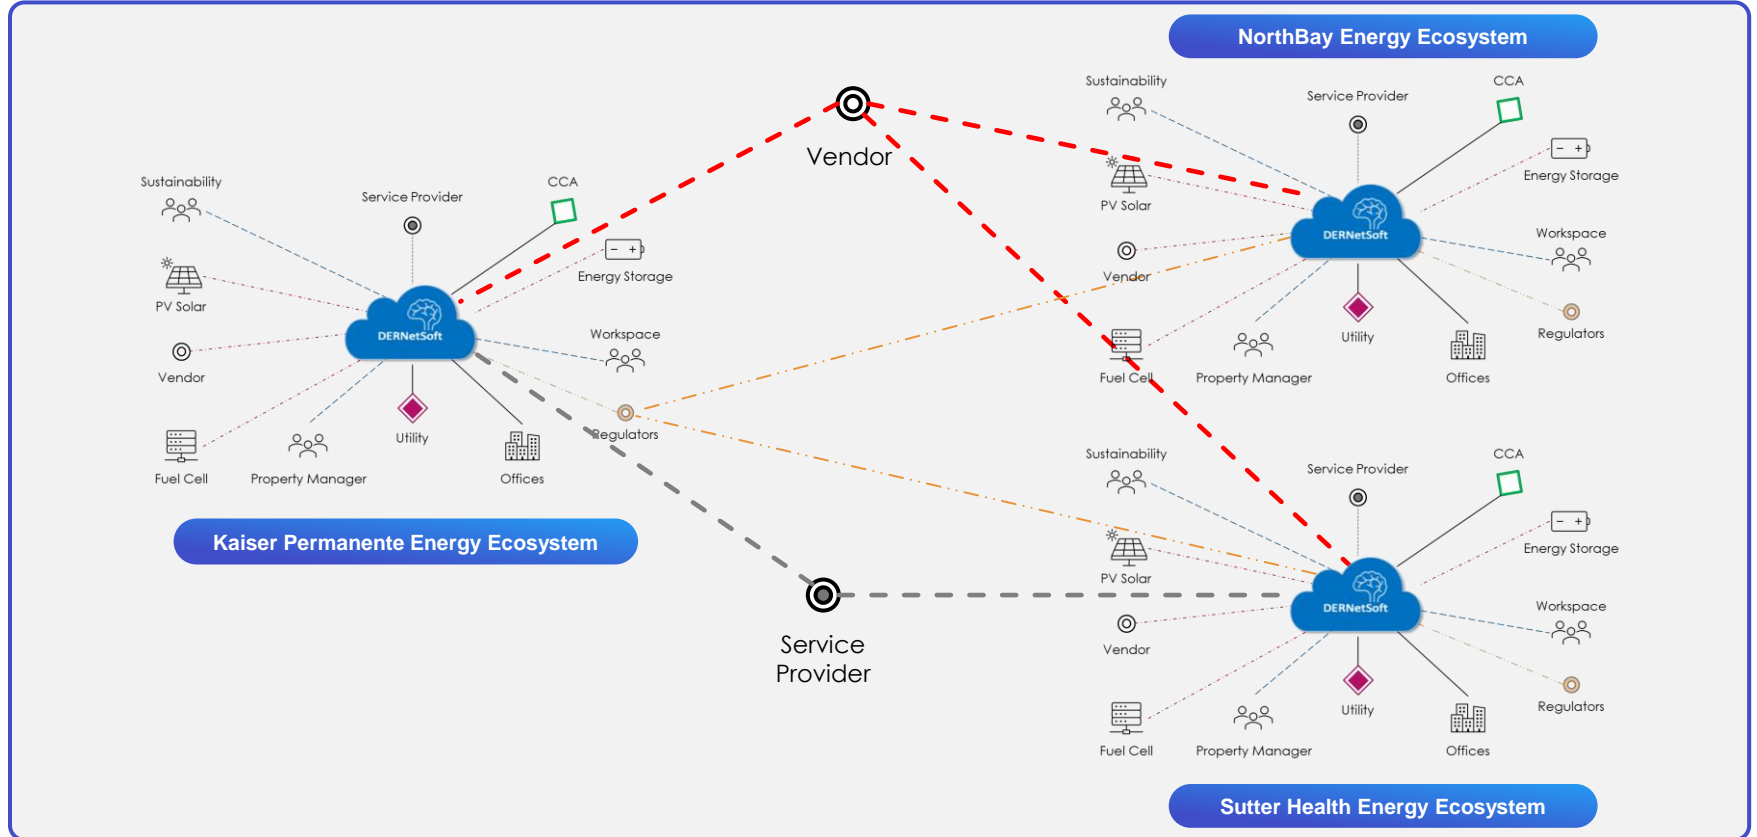 NorthBay Energy Ecosystem
Sustainability
Service Provider
CCA
PV Solar
DERNetSoft
Energy Storage
Vendor
Workspace
Fuel Cell
Property Manager
Utility
Offices
Regulators
Vendor
Sustainability
Service Provider
CCA
PV Solar
DERNetSoft
Energy Storage
Vendor
Workspace
Fuel Cell
Property Manager
Utility
Offices
Regulators
Kaiser Permanente Energy Ecosystem
Service
Provider
Sustainability
Service Provider
CCA
PV Solar
DERNetSoft
Energy Storage
Vendor
Workspace
Fuel Cell
Property Manager
Utility
Offices
Regulators
Sutter Health Energy Ecosystem